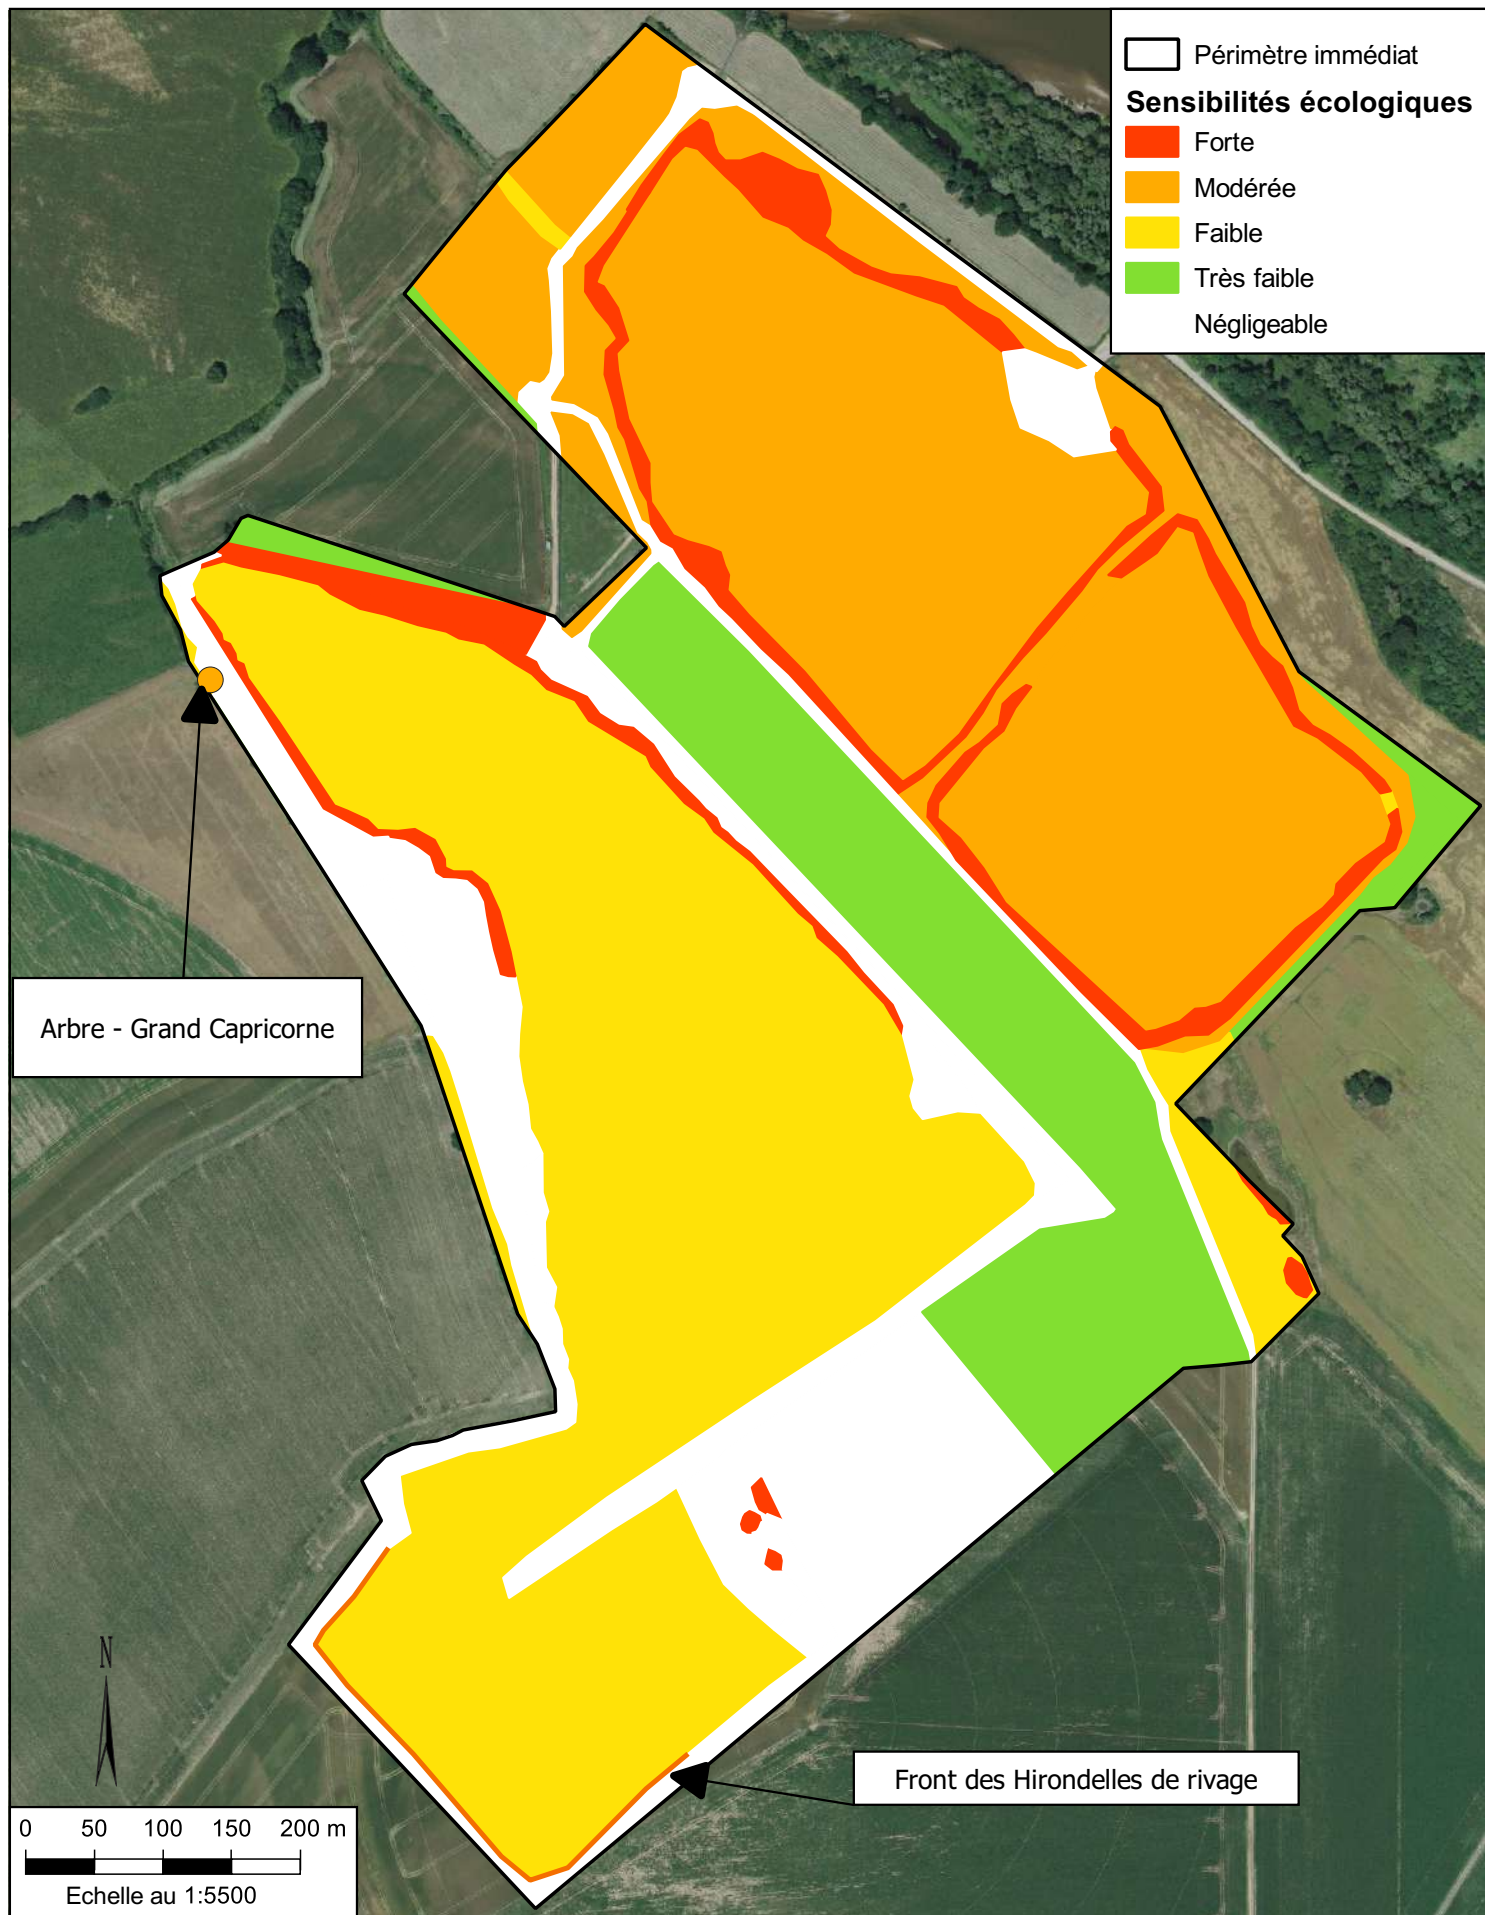 Périmètre immédiat
Sensibilités écologiques
Forte
Modérée
Faible
Très faible
Négligeable
Arbre - Grand Capricorne
Front des Hirondelles de rivage
N
0 50 100 150 200 m
Echelle au 1:5500